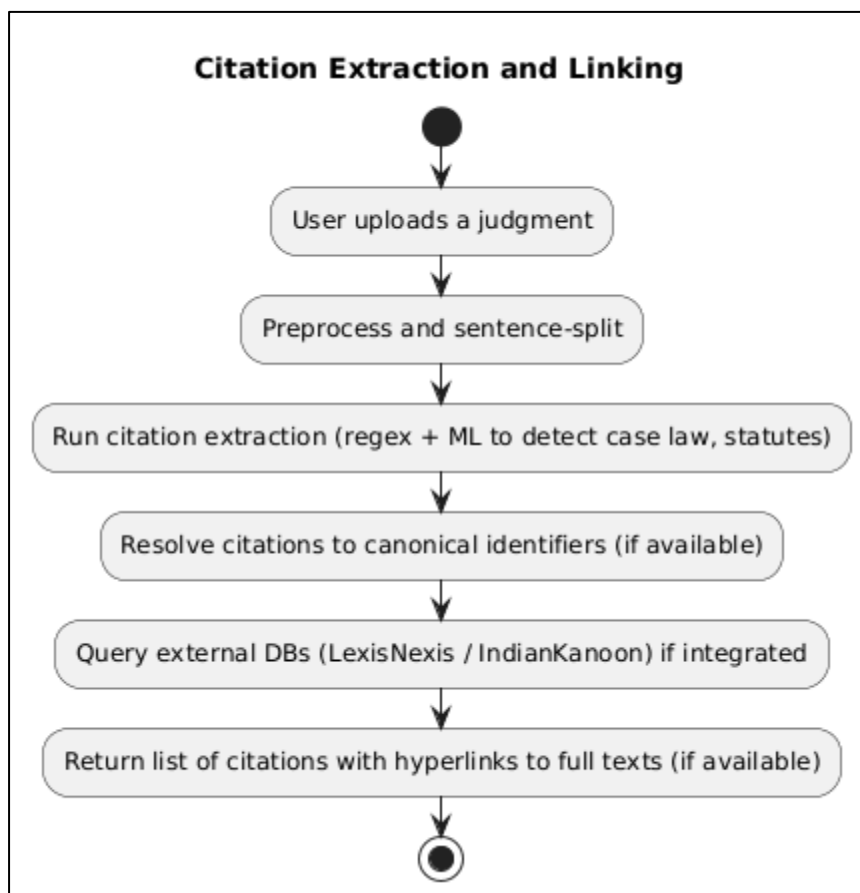 Citation Extraction and Linking
User uploads a judgment
Preprocess and sentence-split
Run citation extraction (regex + ML to detect case law, statutes)
Resolve citations to canonical identifiers (if available)
Query external DBs (LexisNexis / IndianKanoon) if integrated
Return list of citations with hyperlinks to full texts (if available)